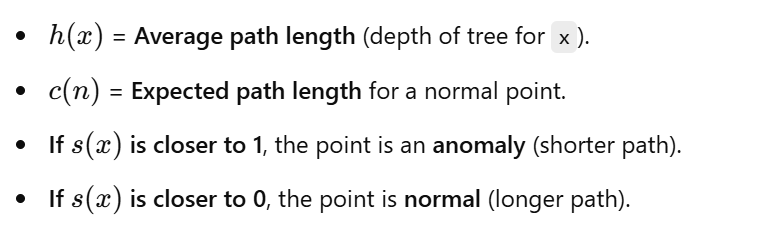 • h(x) = Average path length (depth of tree for x ).
• c(n) = Expected path length for a normal point.
• If s(x) is closer to 1, the point is an anomaly (shorter path).
• If s(x) is closer to 0, the point is normal (longer path).